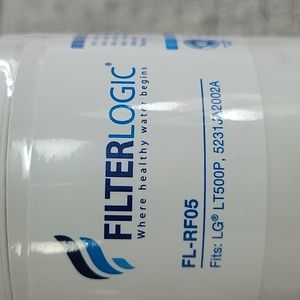 FILTERLOGIC®
Where healthy water begins
FL-RF05
Fits: LG® LT500P, 5231JA2002A